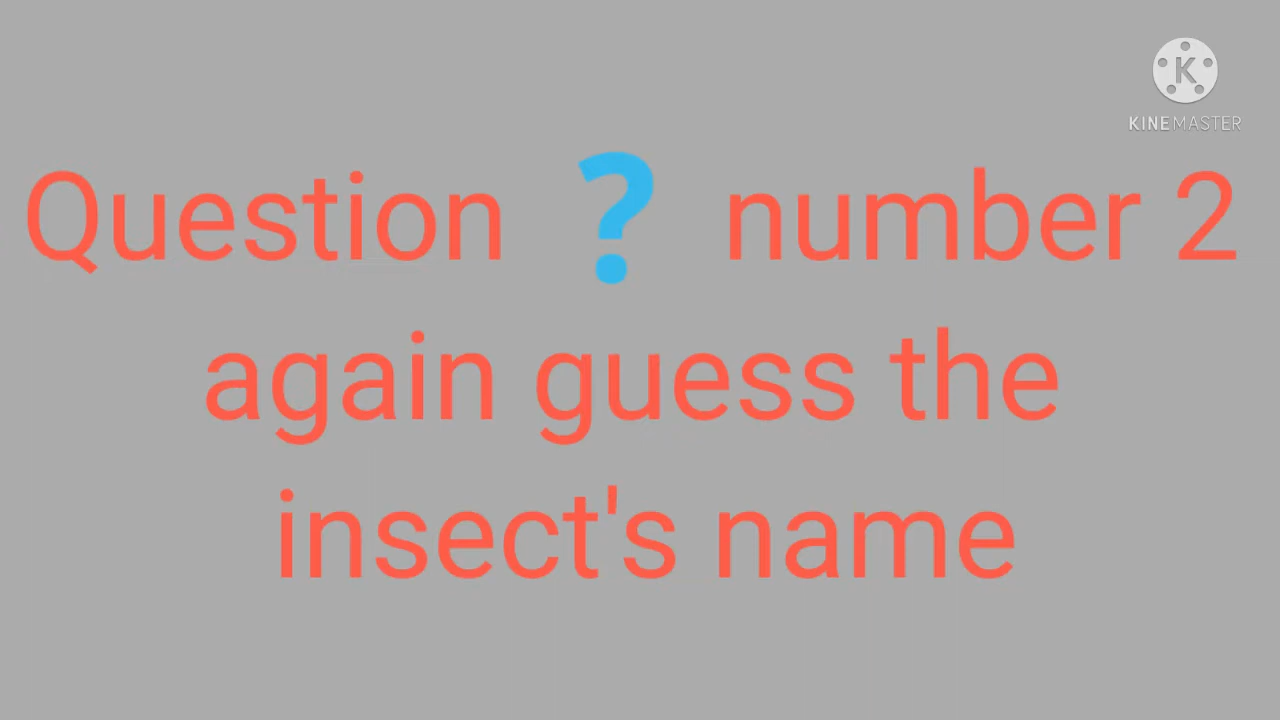 KINEMASTER
Question ❓ number 2
again guess the
insect's name